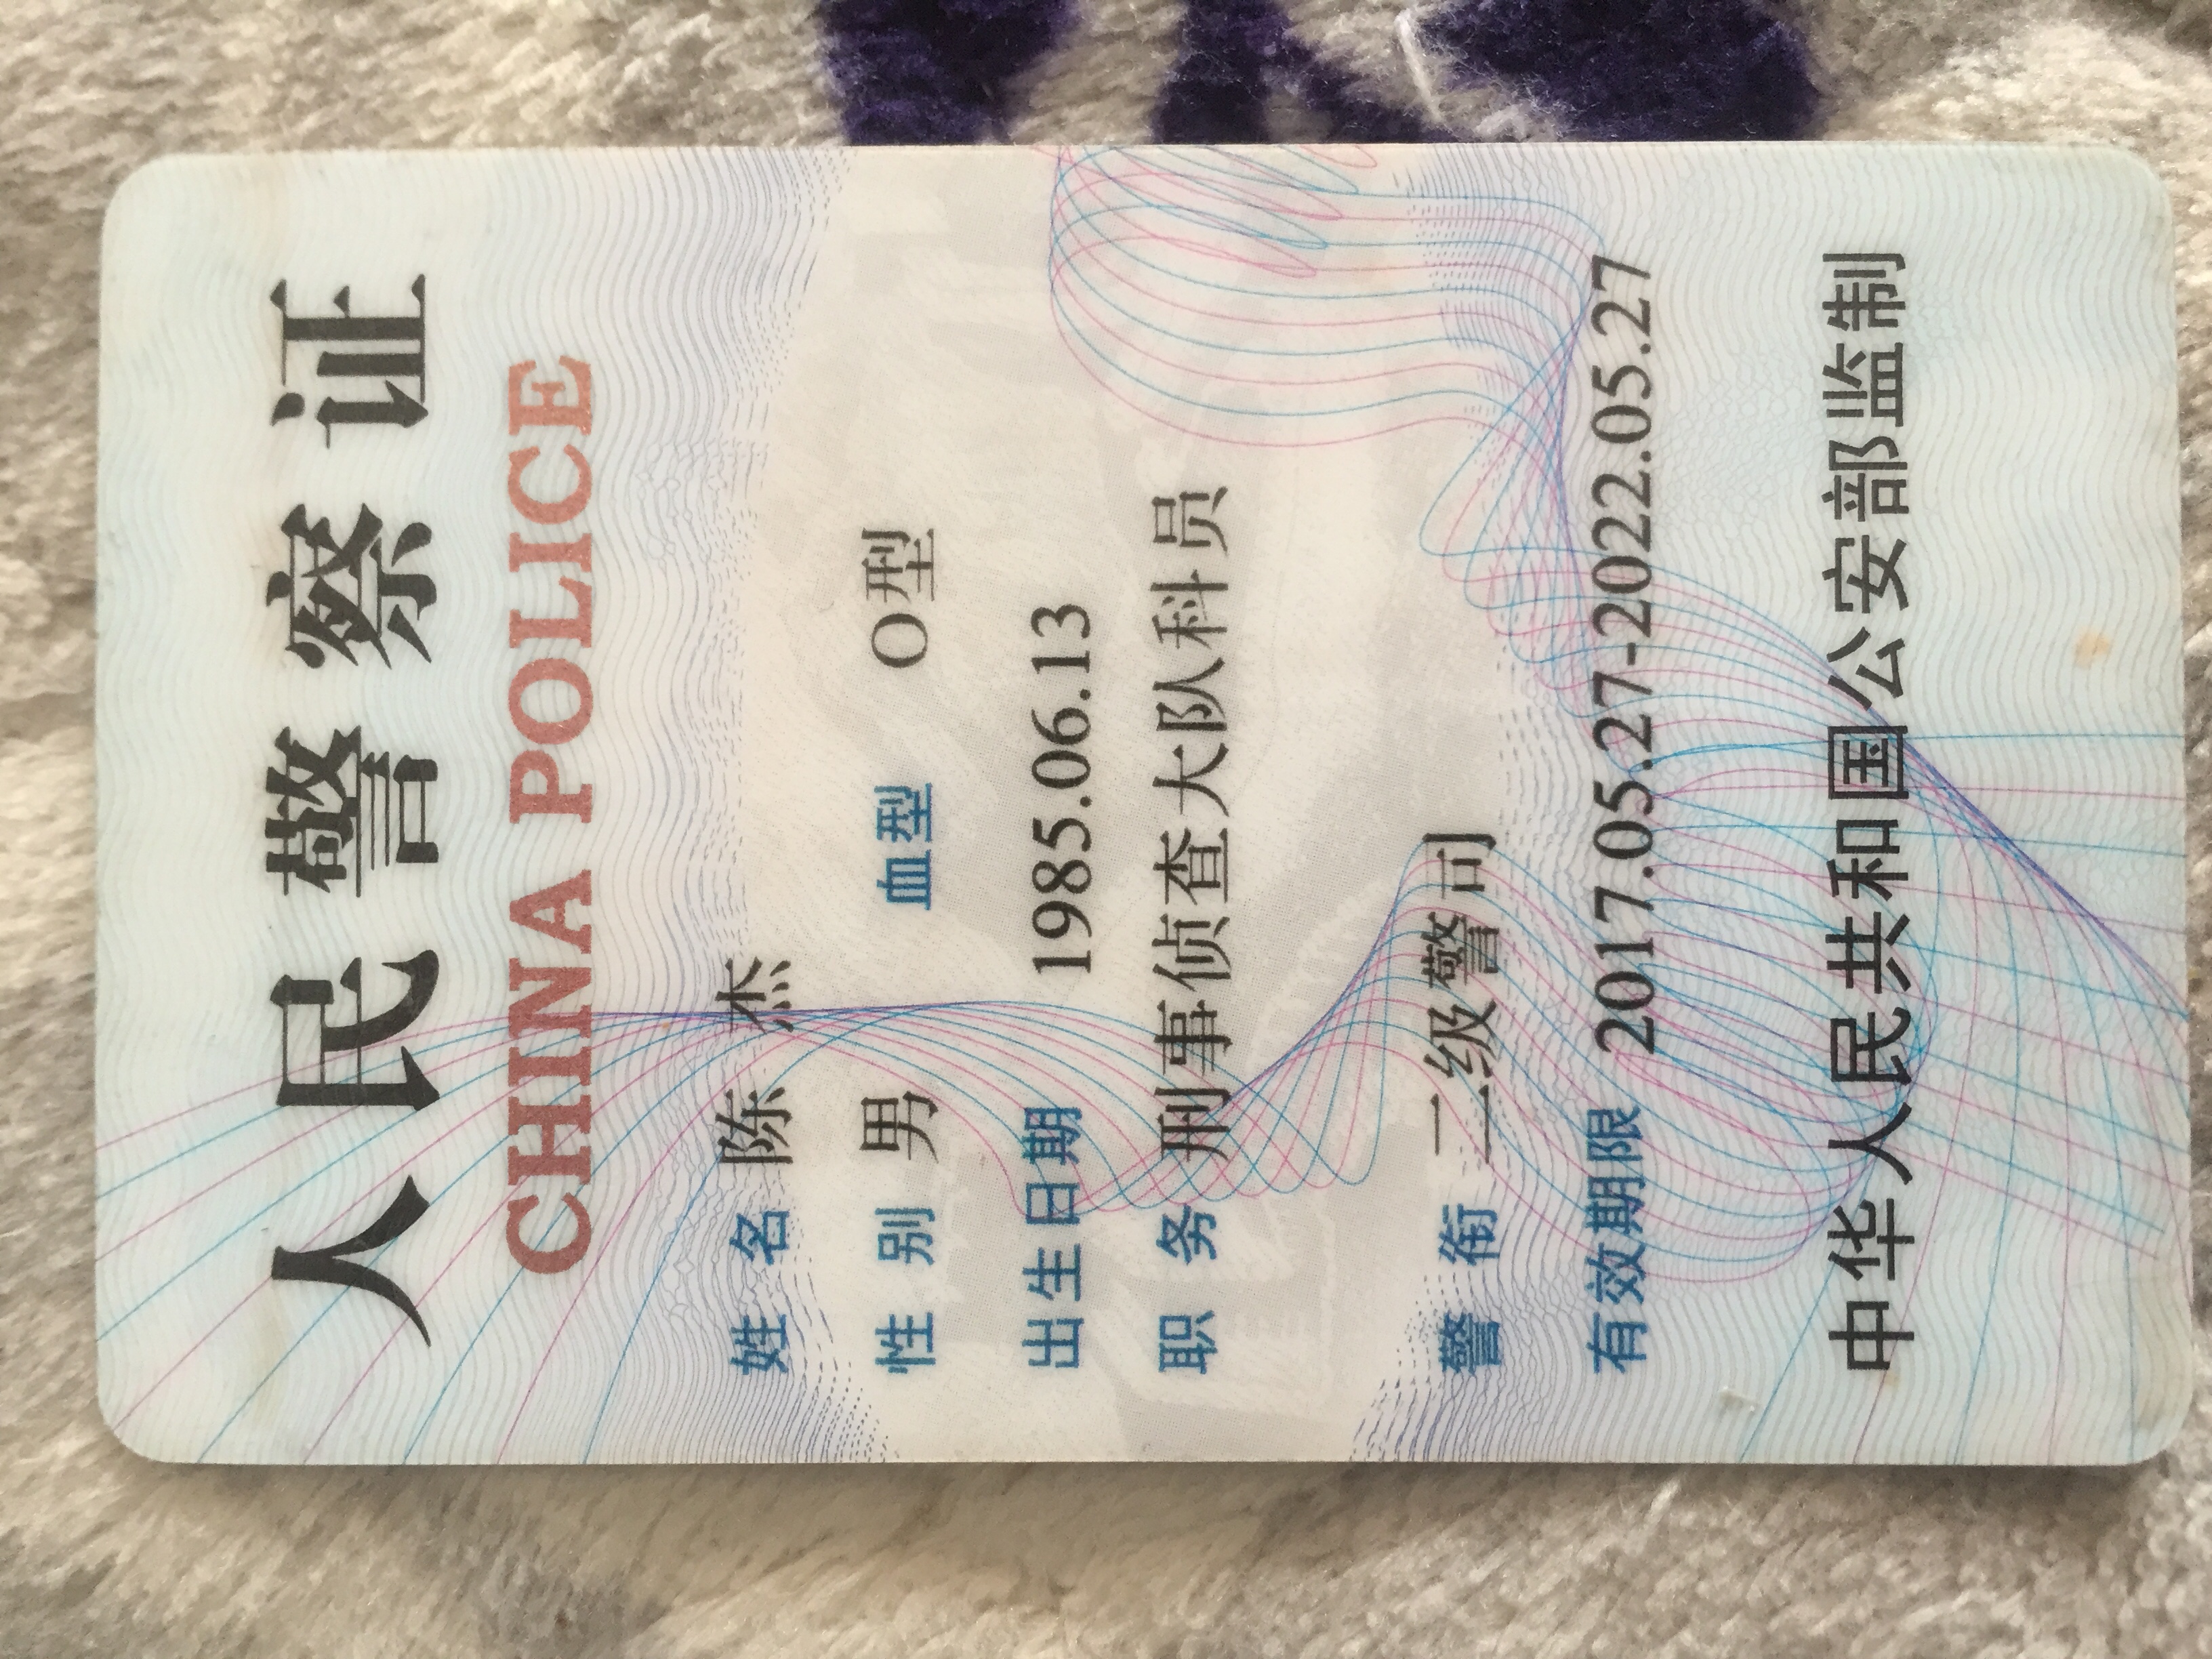 人民警察证
CHINA POLICE
姓名 陈杰
性别 男 血型 O型
出生日期 1985.06.13
职务 刑事侦查大队科员
警衔 二级警司
有效期限 2017.05.27-2022.05.27
中华人民共和国公安部监制